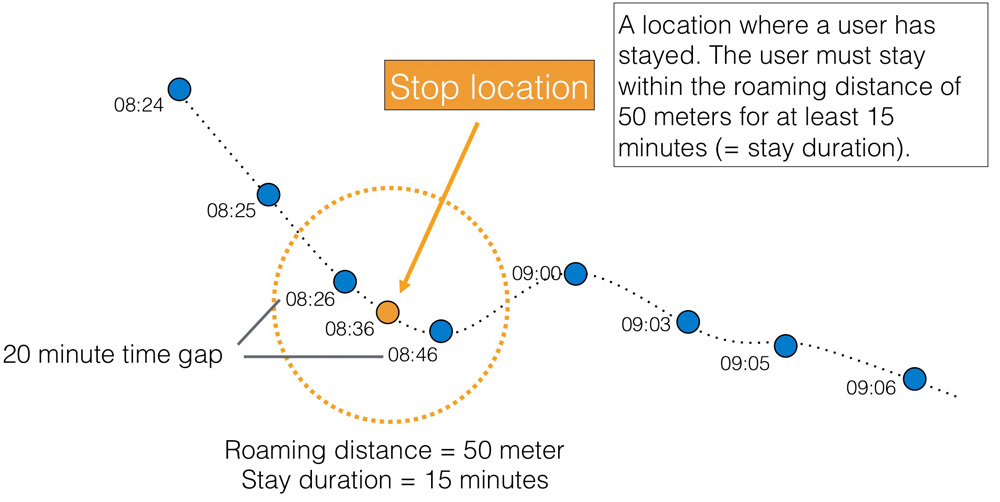 A location where a user has
stayed. The user must stay
within the roaming distance of
50 meters for at least 15
minutes (= stay duration).
Stop location
08:24
08:25
08:26
08:36
08:46
09:00
09:03
09:05
09:06
20 minute time gap
Roaming distance = 50 meter
Stay duration = 15 minutes